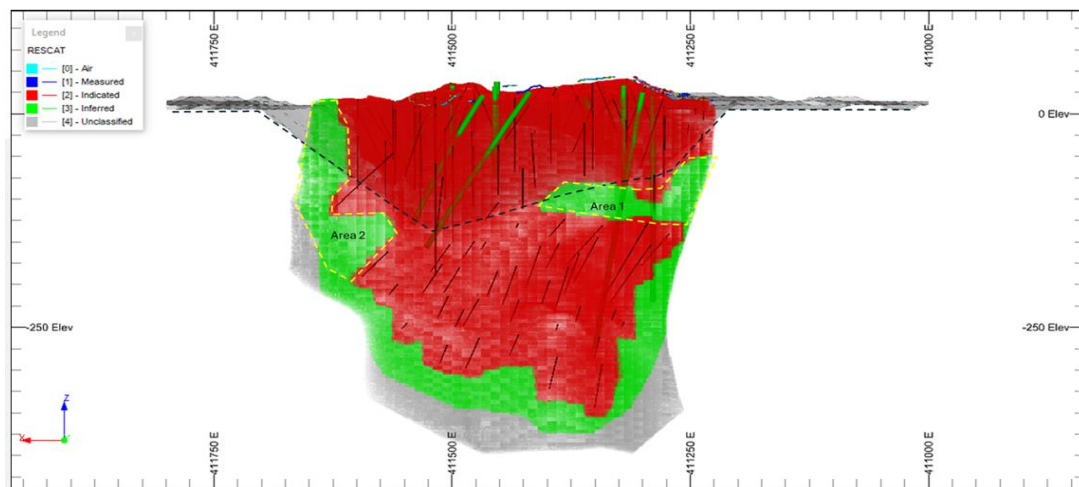 Legend
RESCAT
[0] - Air
[1] - Measured
[2] - Indicated
[3] - Inferred
[4] - Unclassified
411750 E
411500 E
411250 E
411000 E
0 Elev
Area 1
Area 2
-250 Elev
-250 Elev
Z
X
411750 E
411500 E
411250 E
411000 E